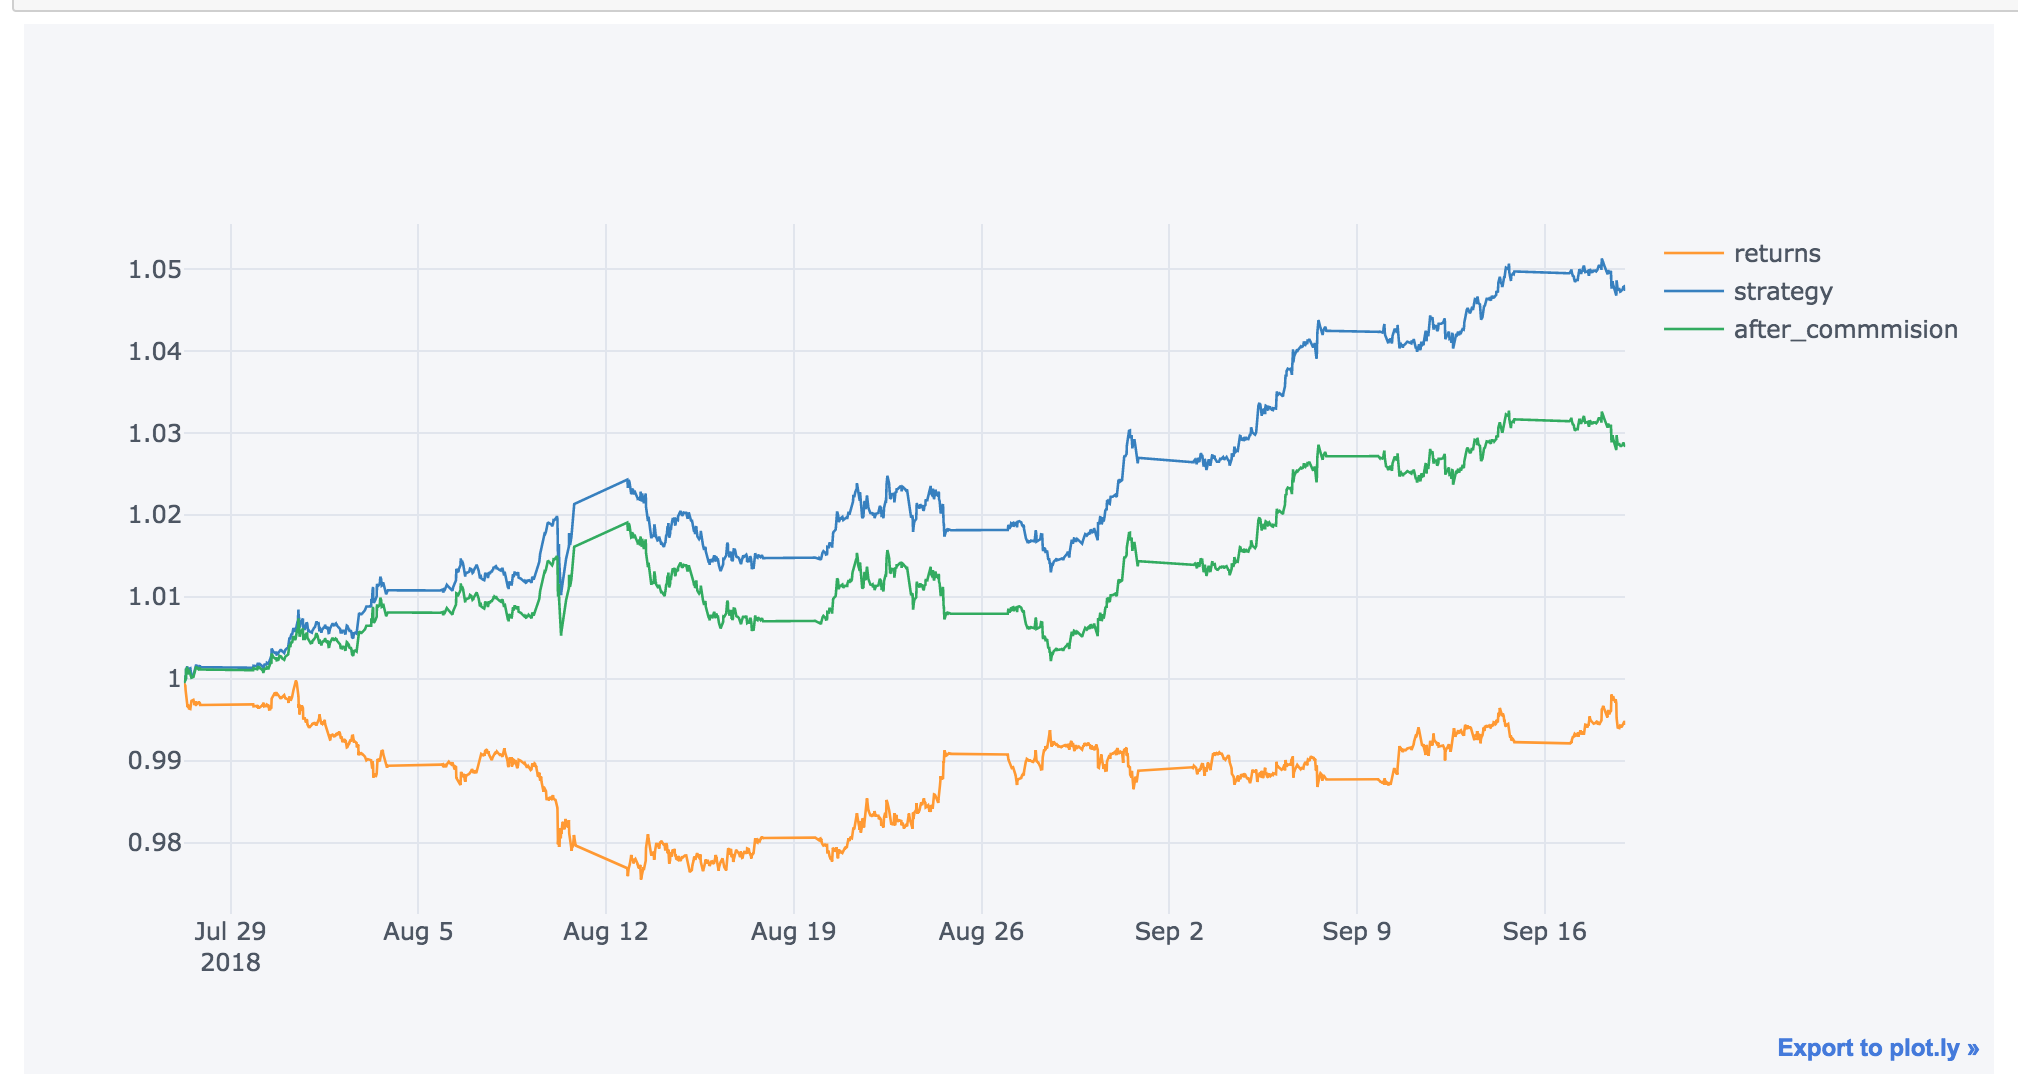 returns
strategy
after_commmision
1.05
1.04
1.03
1.02
1.01
1
0.99
0.98
Jul 29
2018
Aug 5
Aug 12
Aug 19
Aug 26
Sep 2
Sep 9
Sep 16
Export to plot.ly »